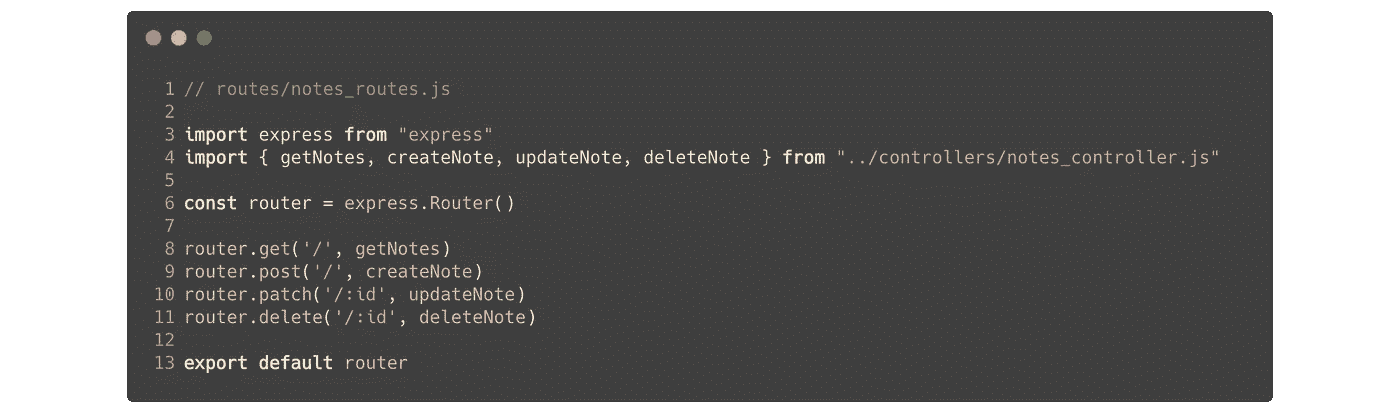 1 // routes/notes_routes.js
2
3 import express from "express"
4 import { getNotes, createNote, updateNote, deleteNote } from "../controllers/notes_controller.js"
5
6 const router = express.Router()
7
8 router.get('/', getNotes)
9 router.post('/', createNote)
10 router.patch('/:id', updateNote)
11 router.delete('/:id', deleteNote)
12
13 export default router